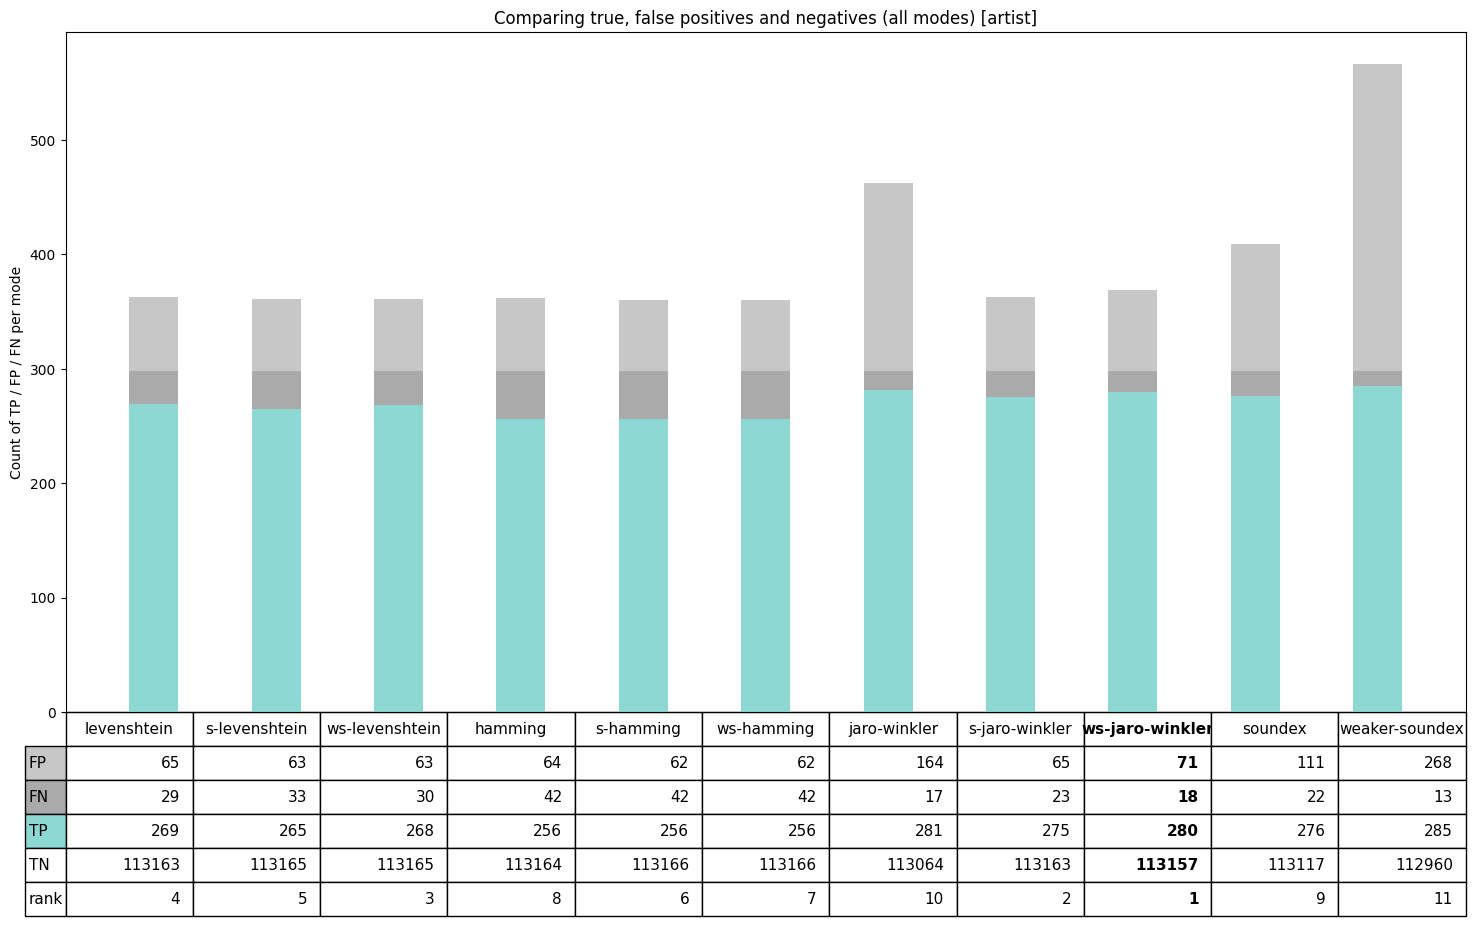 Comparing true, false positives and negatives (all modes) [artist]
Count of TP / FP / FN per mode
500
400
300
200
100
0
levenshtein s-levenshtein ws-levenshtein hamming s-hamming ws-hamming jaro-winkler s-jaro-winkler ws-jaro-winkler soundex weaker-soundex
FP 65 63 63 64 62 62 164 65 71 111 268
FN 29 33 30 42 42 42 17 23 18 22 13
TP 269 265 268 256 256 256 281 275 280 276 285
TN 113163 113165 113165 113164 113166 113166 113064 113163 113157 113117 112960
rank 4 5 3 8 6 7 10 2 1 9 11